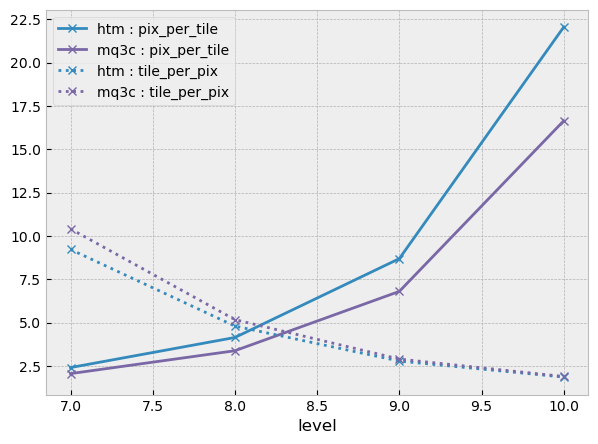 22.5
20.0
17.5
15.0
12.5
10.0
7.5
5.0
2.5
htm : pix_per_tile
mq3c : pix_per_tile
htm : tile_per_pix
mq3c : tile_per_pix
7.0 7.5 8.0 8.5 9.0 9.5 10.0
level